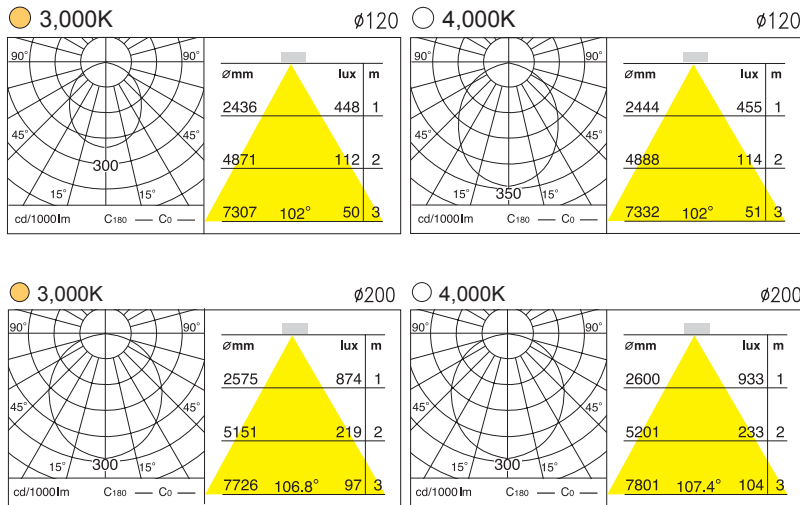 3,000K ø120
90° 90°
45° 45°
300
15° 15°
cd/1000lm C180 — C0 —
ømm lux m
2436 448 1
4871 112 2
7307 102° 50 3
4,000K ø120
90° 90°
45° 45°
350
15° 15°
cd/1000lm C180 — C0 —
ømm lux m
2444 455 1
4888 114 2
7332 102° 51 3
3,000K ø200
90° 90°
45° 45°
300
15° 15°
cd/1000lm C180 — C0 —
ømm lux m
2575 874 1
5151 219 2
7726 106.8° 97 3
4,000K ø200
90° 90°
45° 45°
300
15° 15°
cd/1000lm C180 — C0 —
ømm lux m
2600 933 1
5201 233 2
7801 107.4° 104 3